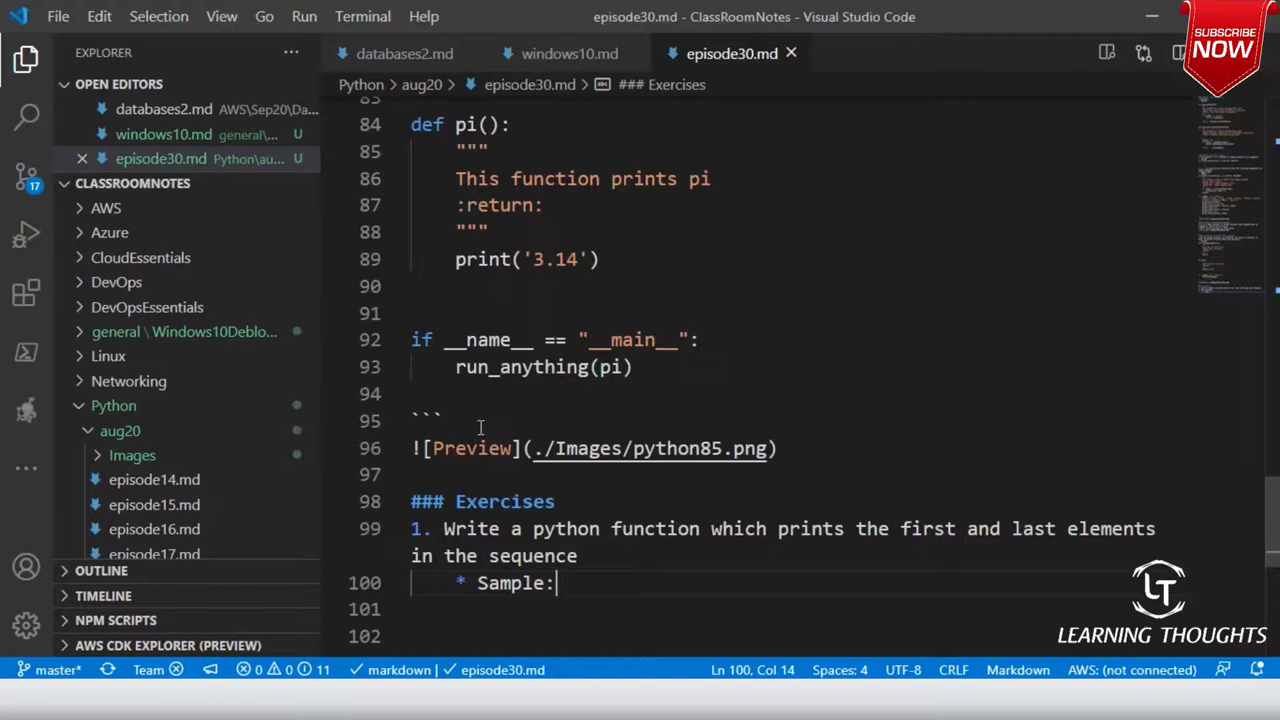 File Edit Selection View Go Run Terminal Help episode30.md - ClassRoomNotes - Visual Studio Code
SUBSCRIBE
NOW
EXPLORER
databases2.md windows10.md episode30.md
Python > aug20 > episode30.md > ### Exercises
OPEN EDITORS
databases2.md AWS\Sep20\Da...
windows10.md general\... U
episode30.md Python\au... U
CLASSROOMNOTES
AWS
Azure
CloudEssentials
DevOps
DevOpsEssentials
general \ Windows10Deblo...
Linux
Networking
Python
aug20
Images
episode14.md
episode15.md
episode16.md
episode17.md
OUTLINE
TIMELINE
NPM SCRIPTS
AWS CDK EXPLORER (PREVIEW)
17
83
84 def pi():
85 """
86 This function prints pi
87 :return:
88 """
89 print('3.14')
90
91
92 if __name__ == "__main__":
93 run_anything(pi)
94
95 ```
96 ![Preview](./Images/python85.png)
97
98 ### Exercises
99 1. Write a python function which prints the first and last elements
in the sequence
100 * Sample:
101
102
LT
LEARNING THOUGHTS
master* Team 0 0 11 markdown | episode30.md Ln 100, Col 14 Spaces: 4 UTF-8 CRLF Markdown AWS: (not connected)